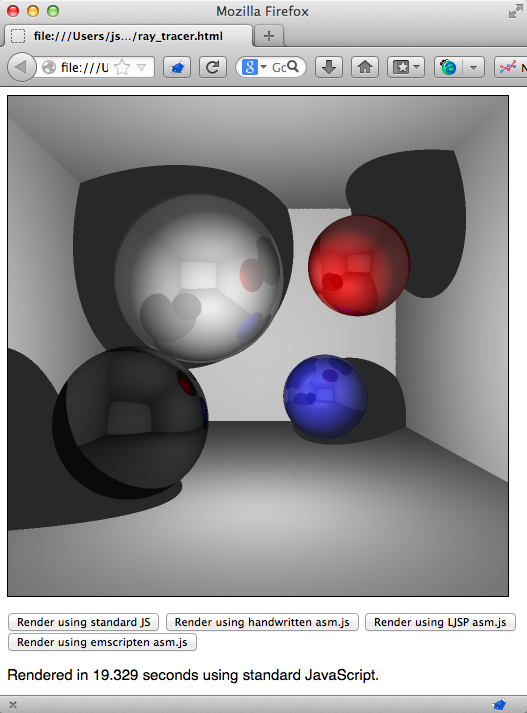 Mozilla Firefox
file:///Users/js.../ray_tracer.html
file:///U
Gc
N
Render using standard JS
Render using handwritten asm.js
Render using LJSP asm.js
Render using emscripten asm.js
Rendered in 19.329 seconds using standard JavaScript.